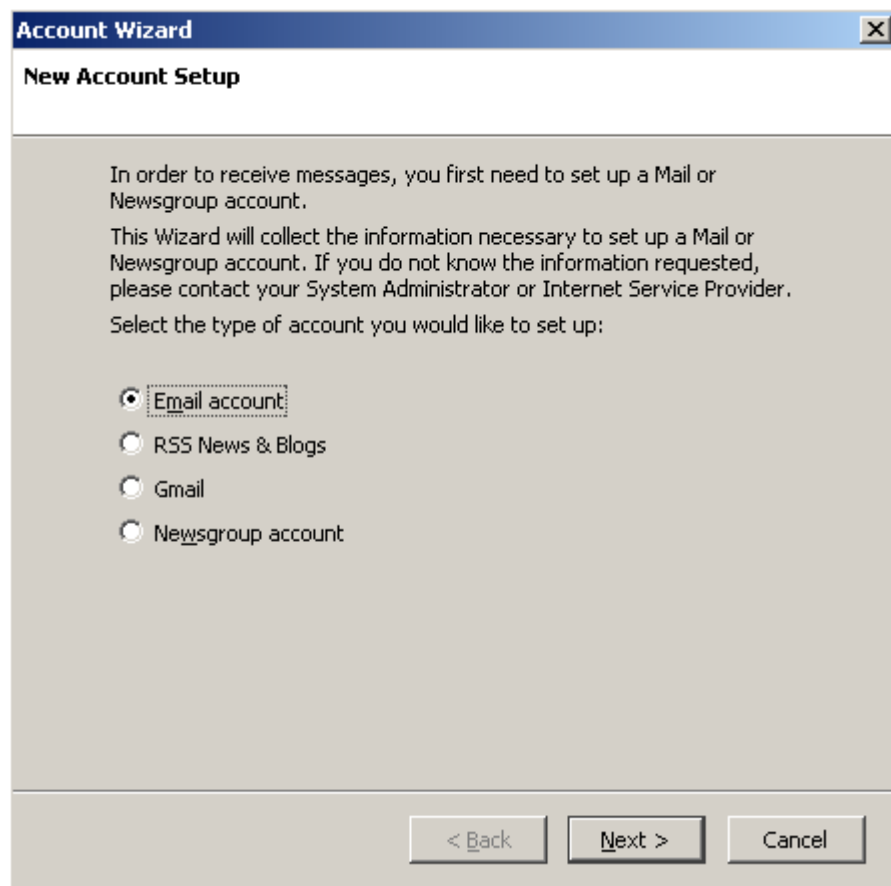 Account Wizard
New Account Setup
In order to receive messages, you first need to set up a Mail or
Newsgroup account.
This Wizard will collect the information necessary to set up a Mail or
Newsgroup account. If you do not know the information requested,
please contact your System Administrator or Internet Service Provider.
Select the type of account you would like to set up:
Email account
RSS News & Blogs
Gmail
Newsgroup account
< Back Next > Cancel